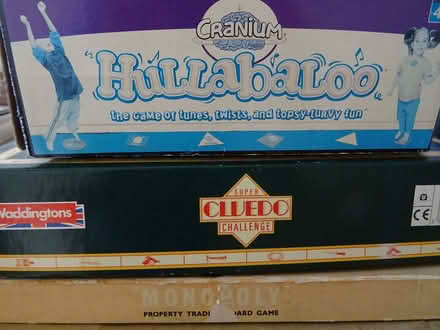 CRANIUM
Hullabaloo
the game of tunes, twists, and topsy-turvy fun
Waddingtons
SUPER
CLUEDO
CHALLENGE
CE
MONOPOLY
PROPERTY TRADI BOARD GAME